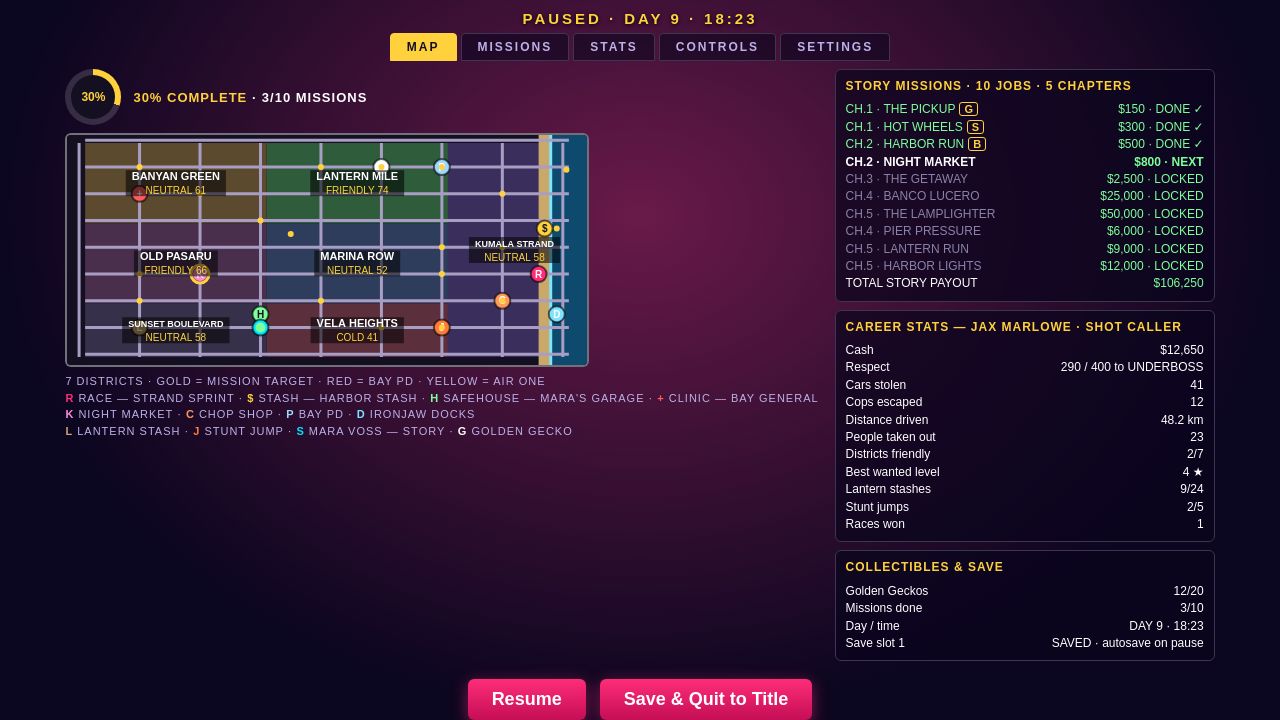 PAUSED · DAY 9 · 18:23
MAP
MISSIONS
STATS
CONTROLS
SETTINGS
30%
30% COMPLETE · 3/10 MISSIONS
BANYAN GREEN
NEUTRAL 61
LANTERN MILE
FRIENDLY 74
$
KUMALA STRAND
NEUTRAL 58
OLD PASARU
FRIENDLY 66
MARINA ROW
NEUTRAL 52
R
H
D
SUNSET BOULEVARD
NEUTRAL 58
VELA HEIGHTS
COLD 41
7 DISTRICTS · GOLD = MISSION TARGET · RED = BAY PD · YELLOW = AIR ONE
R RACE — STRAND SPRINT · $ STASH — HARBOR STASH · H SAFEHOUSE — MARA'S GARAGE · + CLINIC — BAY GENERAL
K NIGHT MARKET · C CHOP SHOP · P BAY PD · D IRONJAW DOCKS
L LANTERN STASH · J STUNT JUMP · S MARA VOSS — STORY · G GOLDEN GECKO
STORY MISSIONS · 10 JOBS · 5 CHAPTERS
CH.1 · THE PICKUP G $150 · DONE ✓
CH.1 · HOT WHEELS S $300 · DONE ✓
CH.2 · HARBOR RUN B $500 · DONE ✓
CH.2 · NIGHT MARKET $800 · NEXT
CH.3 · THE GETAWAY $2,500 · LOCKED
CH.4 · BANCO LUCERO $25,000 · LOCKED
CH.5 · THE LAMPLIGHTER $50,000 · LOCKED
CH.4 · PIER PRESSURE $6,000 · LOCKED
CH.5 · LANTERN RUN $9,000 · LOCKED
CH.5 · HARBOR LIGHTS $12,000 · LOCKED
TOTAL STORY PAYOUT $106,250
CAREER STATS — JAX MARLOWE · SHOT CALLER
Cash $12,650
Respect 290 / 400 to UNDERBOSS
Cars stolen 41
Cops escaped 12
Distance driven 48.2 km
People taken out 23
Districts friendly 2/7
Best wanted level 4 ★
Lantern stashes 9/24
Stunt jumps 2/5
Races won 1
COLLECTIBLES & SAVE
Golden Geckos 12/20
Missions done 3/10
Day / time DAY 9 · 18:23
Save slot 1 SAVED · autosave on pause
Resume
Save & Quit to Title